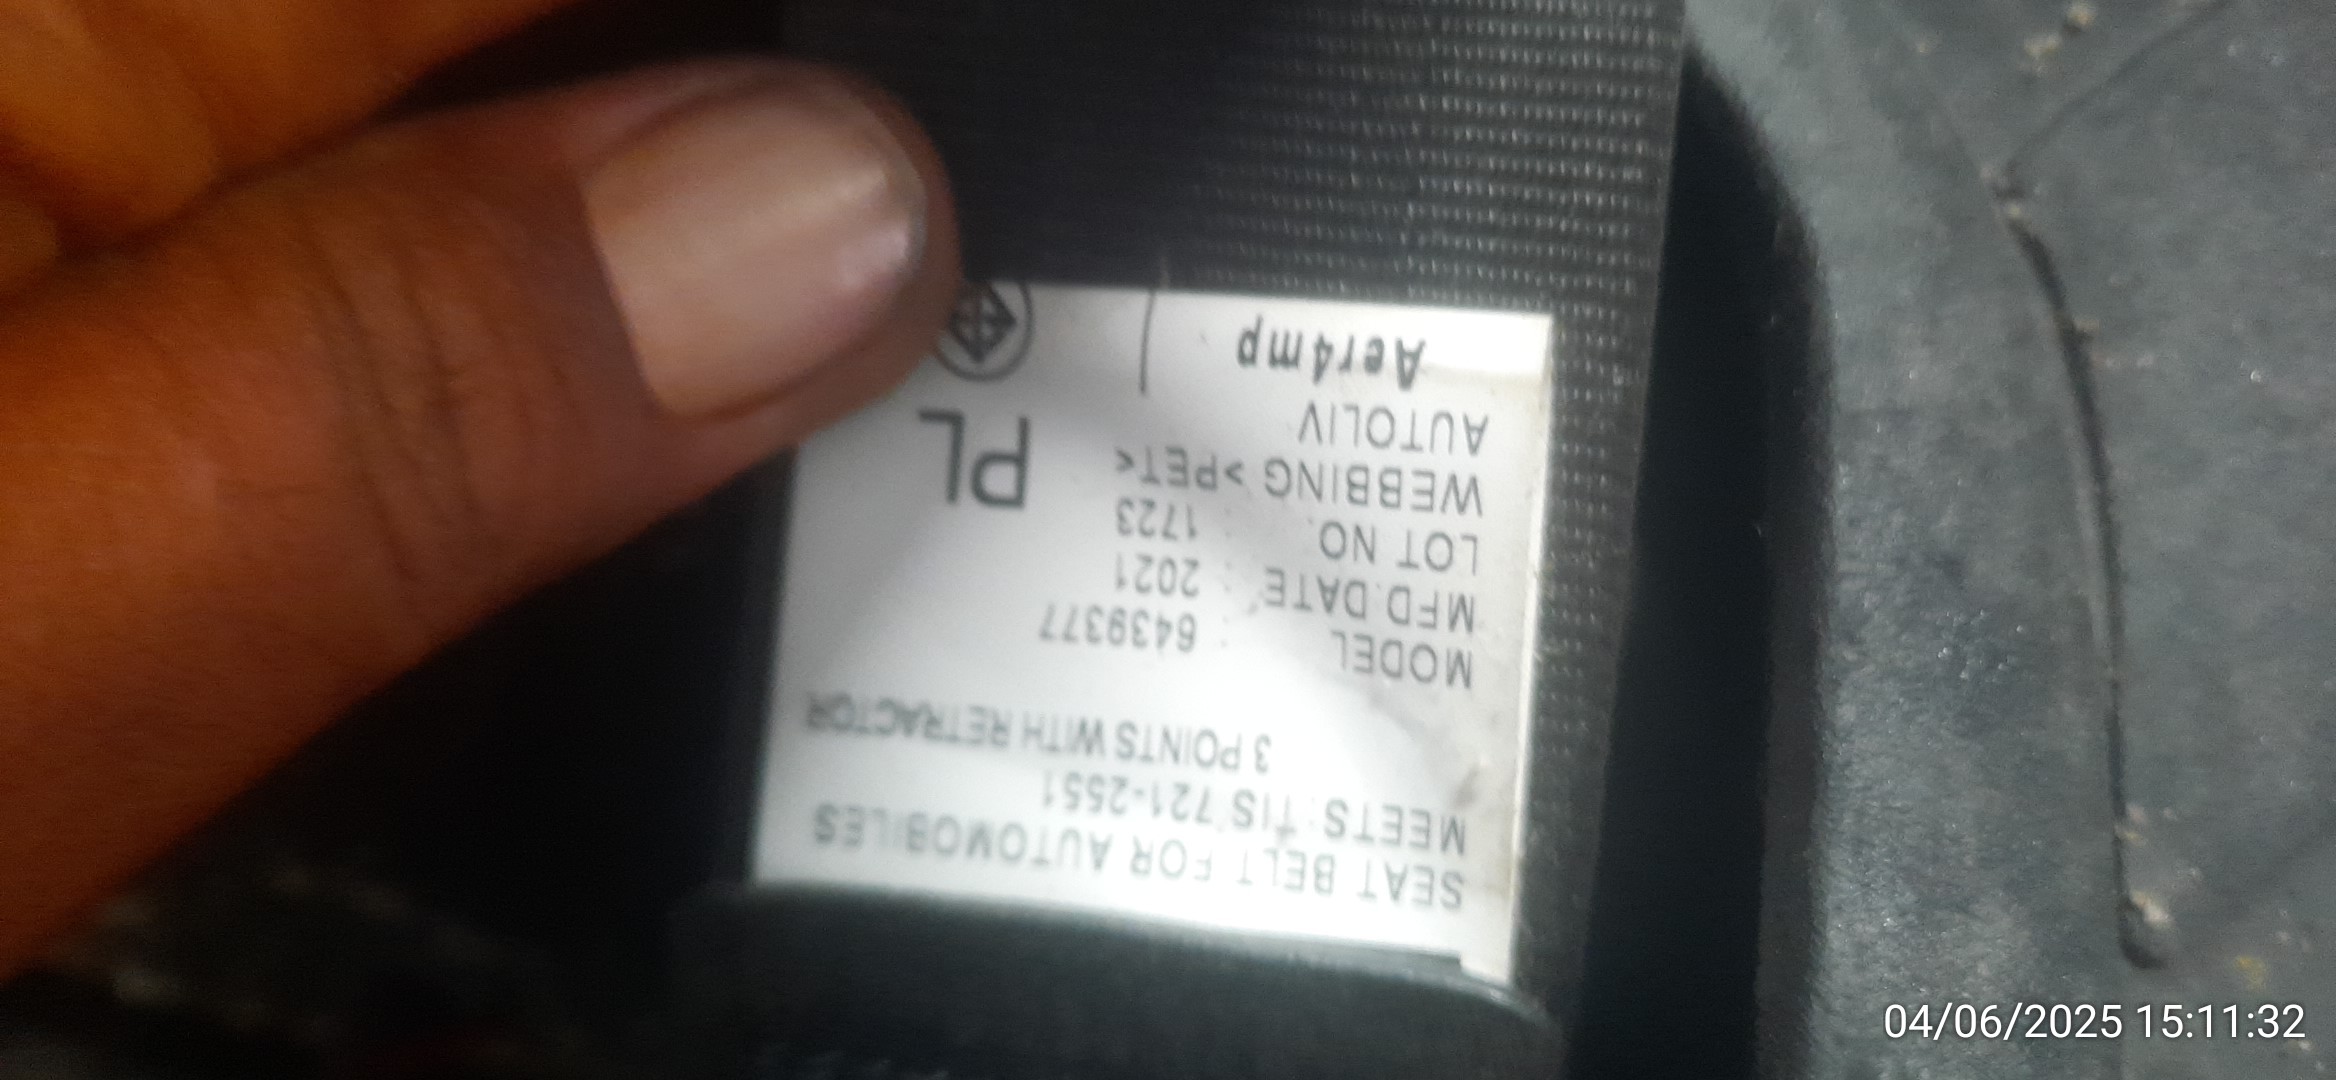 SEAT BELT FOR AUTOMOBILES
MEETS: TIS 721-2551
3 POINTS WITH RETRACTOR
MODEL : 6439377
MFD.DATE : 2021
LOT NO. : 1723
WEBBING >PET<
AUTOLIV
PL
Aer4mp
04/06/2025 15:11:32